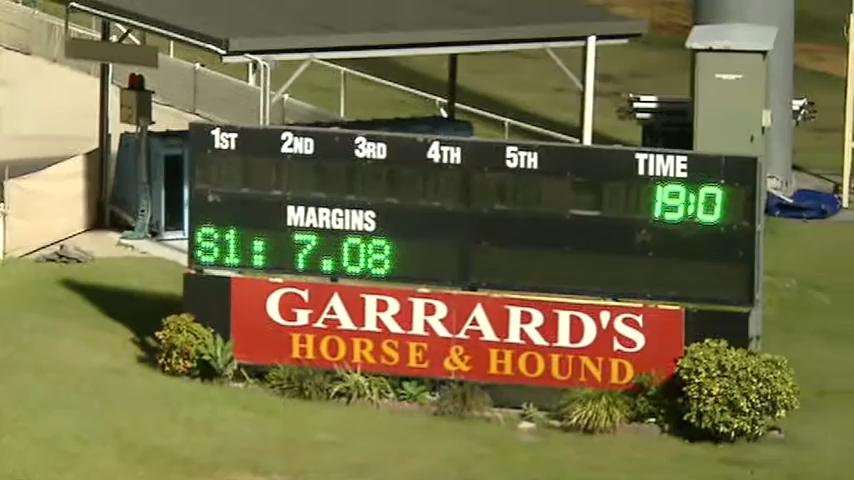 1ST 2ND 3RD 4TH 5TH TIME
19:0
MARGINS
S1: 7.08
GARRARD'S
HORSE & HOUND